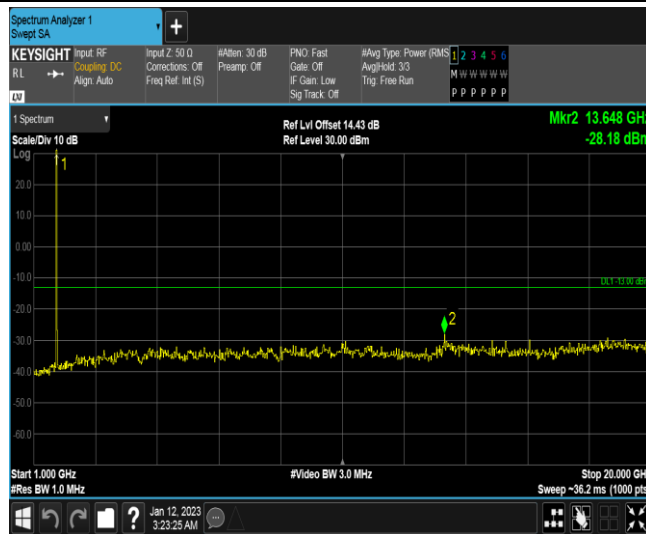 Spectrum Analyzer 1
Swept SA
+
KEYSIGHT
RL
LXI
Input: RF
Coupling: DC
Align: Auto
Input Z: 50 Ω
Corrections: Off
Freq Ref: Int (S)
#Atten: 30 dB
Preamp: Off
PNO: Fast
Gate: Off
IF Gain: Low
Sig Track: Off
#Avg Type: Power (RMS
Avg|Hold: 3/3
Trig: Free Run
1 2 3 4 5 6
M W W W W W
P P P P P P
1 Spectrum
Scale/Div 10 dB
Log
Ref Lvl Offset 14.43 dB
Ref Level 30.00 dBm
Mkr2 13.648 GHz
-28.18 dBm
1
20.0
10.0
0.00
-10.0
DL1 -13.00 dBm
2
-20.0
-30.0
-40.0
-50.0
-60.0
Start 1.000 GHz
#Video BW 3.0 MHz
Stop 20.000 GHz
#Res BW 1.0 MHz
Sweep ~36.2 ms (1000 pts
?
Jan 12, 2023
3:23:25 AM